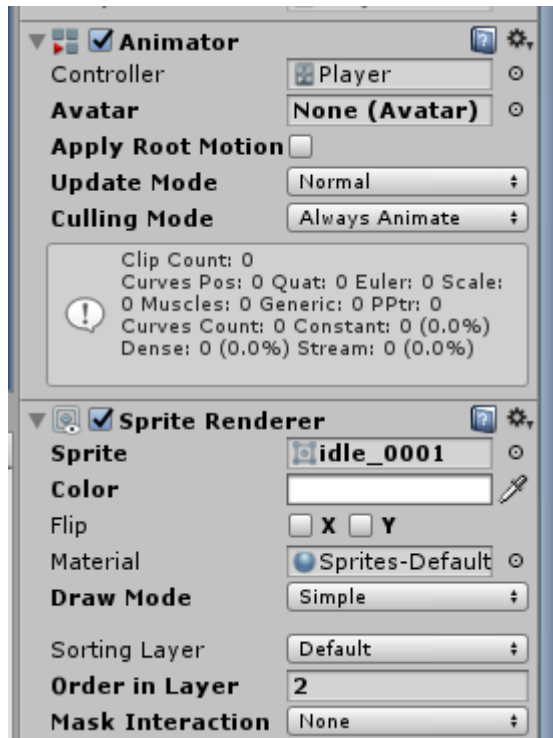 Animator
Controller Player
Avatar None (Avatar)
Apply Root Motion
Update Mode Normal
Culling Mode Always Animate
Clip Count: 0
Curves Pos: 0 Quat: 0 Euler: 0 Scale:
0 Muscles: 0 Generic: 0 PPtr: 0
Curves Count: 0 Constant: 0 (0.0%)
Dense: 0 (0.0%) Stream: 0 (0.0%)
Sprite Renderer
Sprite idle_0001
Color
Flip X Y
Material Sprites-Default
Draw Mode Simple
Sorting Layer Default
Order in Layer 2
Mask Interaction None